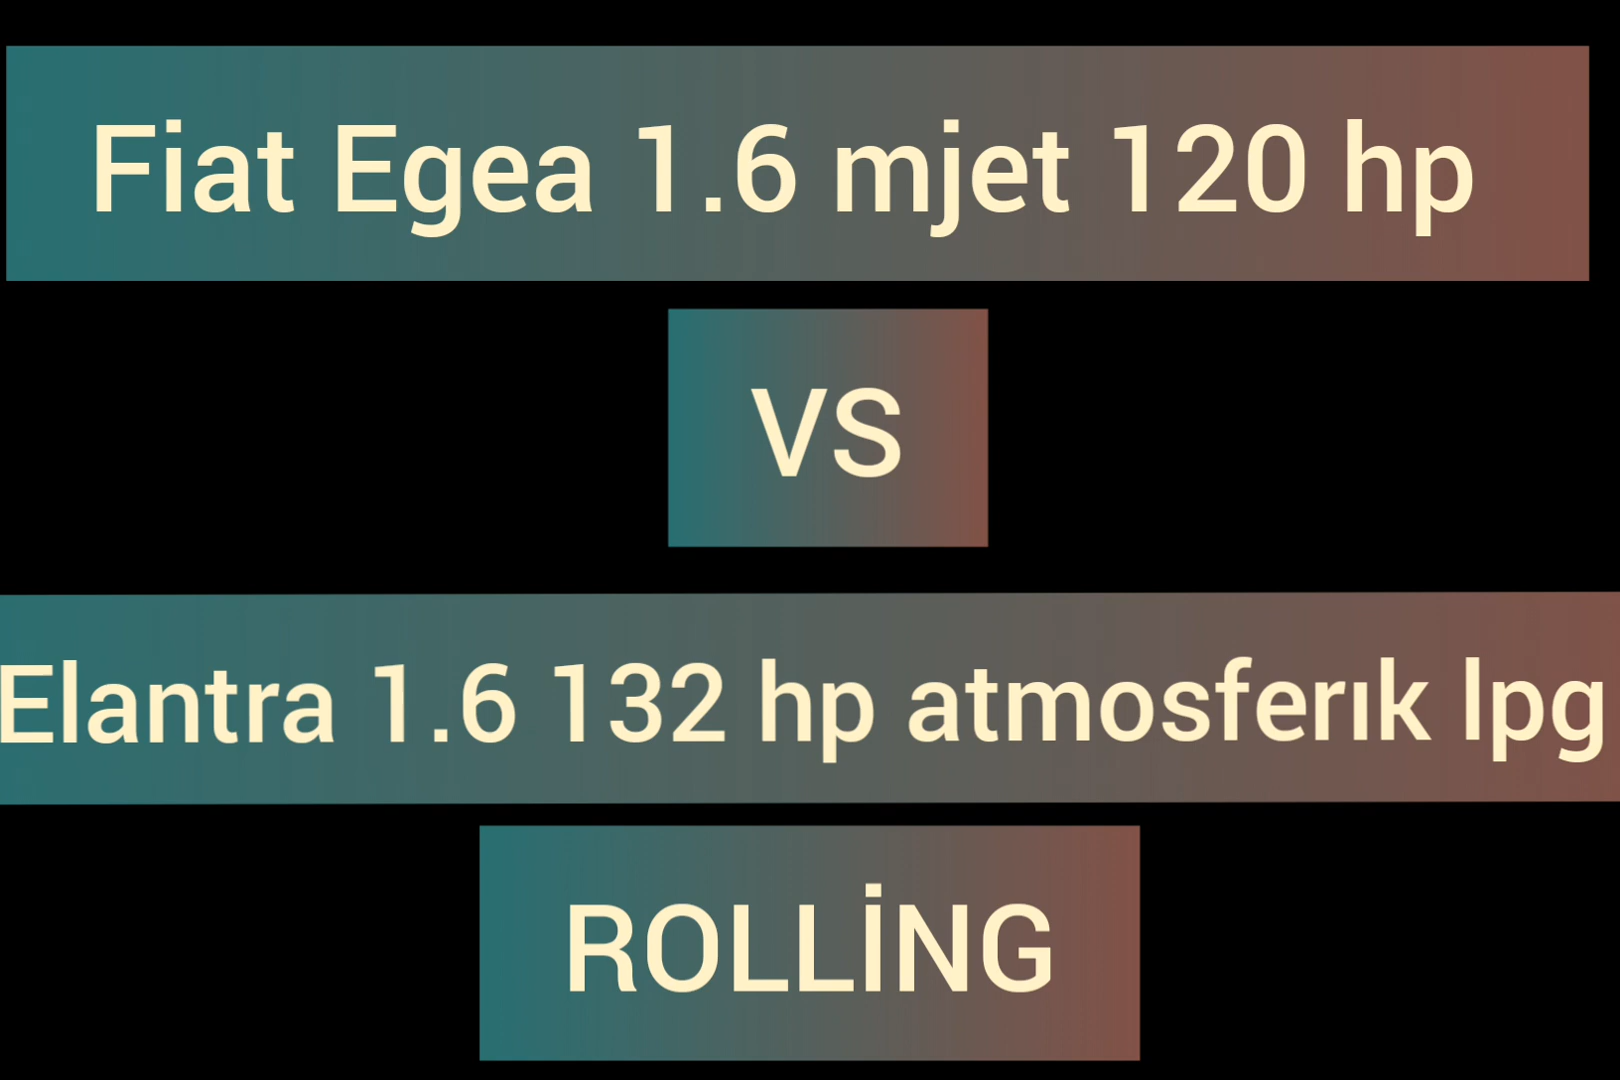 Fiat Egea 1.6 mjet 120 hp
VS
Elantra 1.6 132 hp atmosferık lpg
ROLLİNG